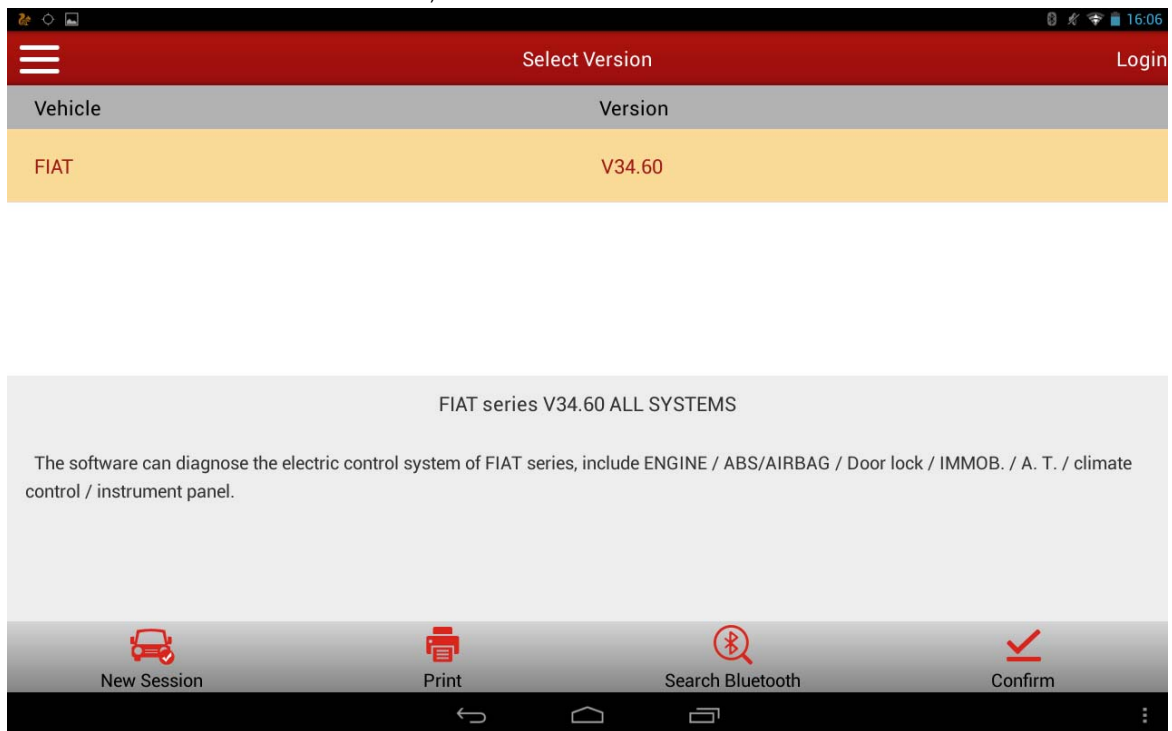 16:06
Select Version
Login
Vehicle
Version
FIAT
V34.60
FIAT series V34.60 ALL SYSTEMS
The software can diagnose the electric control system of FIAT series, include ENGINE / ABS/AIRBAG / Door lock / IMMOB. / A. T. / climate
control / instrument panel.
New Session
Print
Search Bluetooth
Confirm